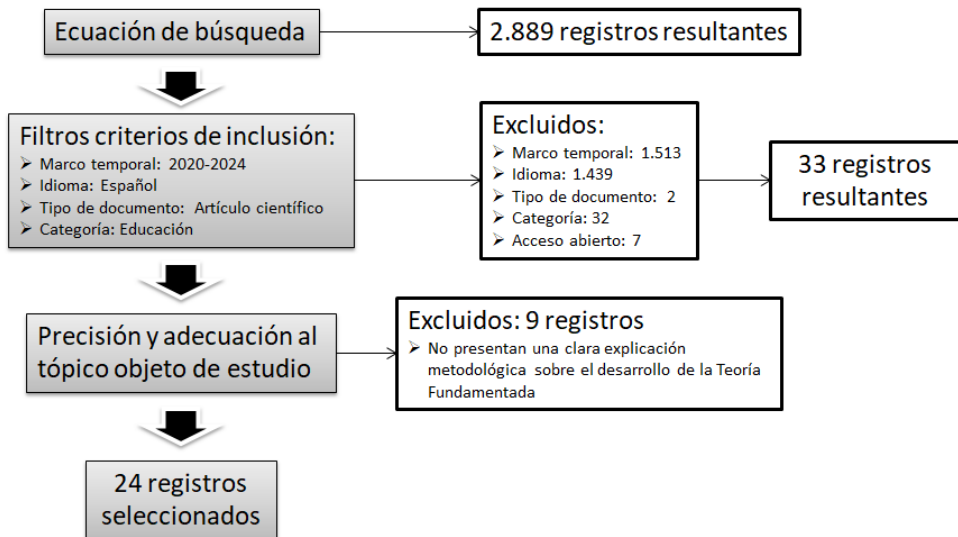 Ecuación de búsqueda
2.889 registros resultantes
Filtros criterios de inclusión:
Marco temporal: 2020-2024
Idioma: Español
Tipo de documento: Artículo científico
Categoría: Educación
Excluidos:
Marco temporal: 1.513
Idioma: 1.439
Tipo de documento: 2
Categoría: 32
Acceso abierto: 7
33 registros
resultantes
Precisión y adecuación al
tópico objeto de estudio
Excluidos: 9 registros
No presentan una clara explicación
metodológica sobre el desarrollo de la Teoría
Fundamentada
24 registros
seleccionados